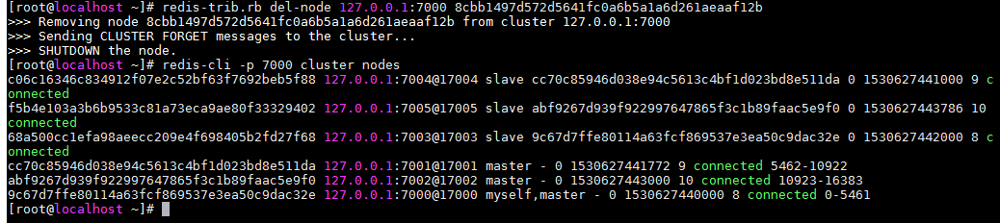 [root@localhost ~]# redis-trib.rb del-node 127.0.0.1:7000 8cbb1497d572d5641fc0a6b5a1a6d261aeaaf12b
>>> Removing node 8cbb1497d572d5641fc0a6b5a1a6d261aeaaf12b from cluster 127.0.0.1:7000
>>> Sending CLUSTER FORGET messages to the cluster...
>>> SHUTDOWN the node.
[root@localhost ~]# redis-cli -p 7000 cluster nodes
c06c16346c834912f07e2c52bf63f7692beb5f88 127.0.0.1:7004@17004 slave cc70c85946d038e94c5613c4bf1d023bd8e511da 0 1530627441000 9 c
onnected
f5b4e103a3b6b9533c81a73eca9ae80f33329402 127.0.0.1:7005@17005 slave abf9267d939f922997647865f3c1b89faac5e9f0 0 1530627443786 10
connected
68a500cc1efa98aeecc209e4f698405b2fd27f68 127.0.0.1:7003@17003 slave 9c67d7ffe80114a63fcf869537e3ea50c9dac32e 0 1530627442000 8 c
onnected
cc70c85946d038e94c5613c4bf1d023bd8e511da 127.0.0.1:7001@17001 master - 0 1530627441772 9 connected 5462-10922
abf9267d939f922997647865f3c1b89faac5e9f0 127.0.0.1:7002@17002 master - 0 1530627443000 10 connected 10923-16383
9c67d7ffe80114a63fcf869537e3ea50c9dac32e 127.0.0.1:7000@17000 myself,master - 0 1530627440000 8 connected 0-5461
[root@localhost ~]#